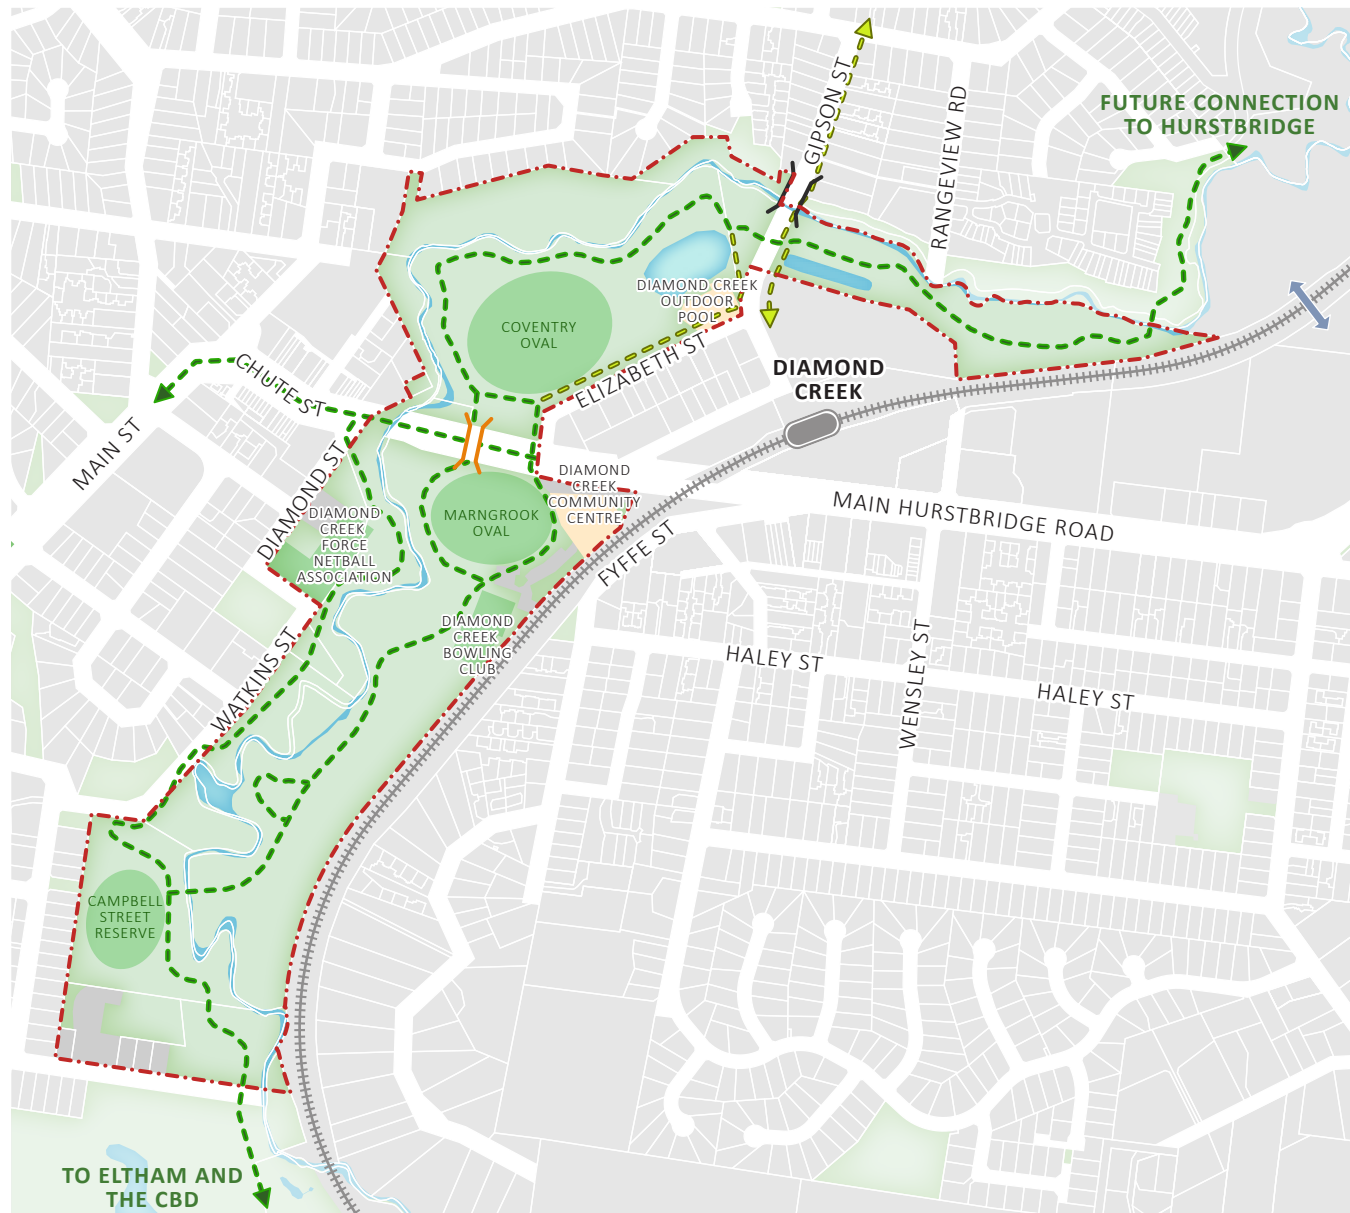 GIPSON ST
RANGEVIEW RD
FUTURE CONNECTION
TO HURSTBRIDGE
DIAMOND CREEK
OUTDOOR
POOL
COVENTRY
OVAL
ELIZABETH ST
DIAMOND
CREEK
CHUTE ST
MAIN ST
DIAMOND ST
DIAMOND
CREEK
COMMUNITY
CENTRE
MAIN HURSTBRIDGE ROAD
MARNGROOK
OVAL
DIAMOND
CREEK
FORCE
NETBALL
ASSOCIATION
FYFFE ST
DIAMOND
CREEK
BOWLING
CLUB
WATKINS ST
HALEY ST
WENSLEY ST
HALEY ST
CAMPBELL
STREET
RESERVE
TO ELTHAM AND
THE CBD